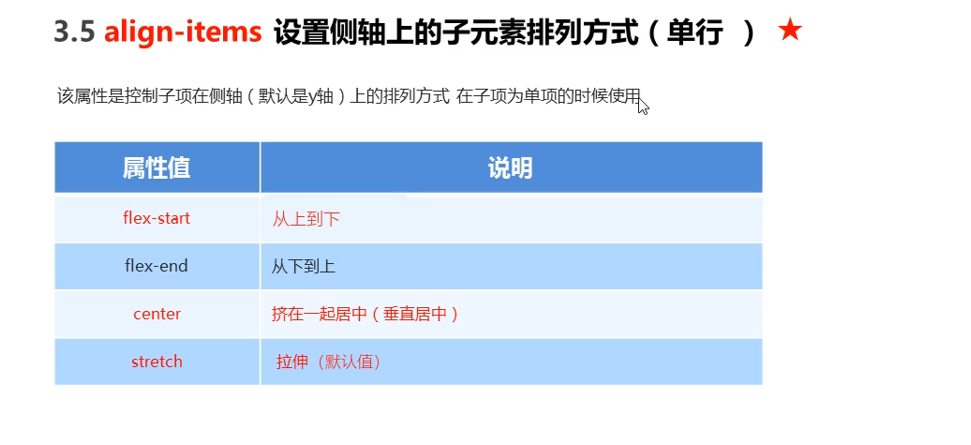 3.5 align-items 设置侧轴上的子元素排列方式（单行 ）
该属性是控制子项在侧轴（默认是y轴）上的排列方式 在子项为单项的时候使用
属性值 说明
flex-start 从上到下
flex-end 从下到上
center 挤在一起居中（垂直居中）
stretch 拉伸（默认值）